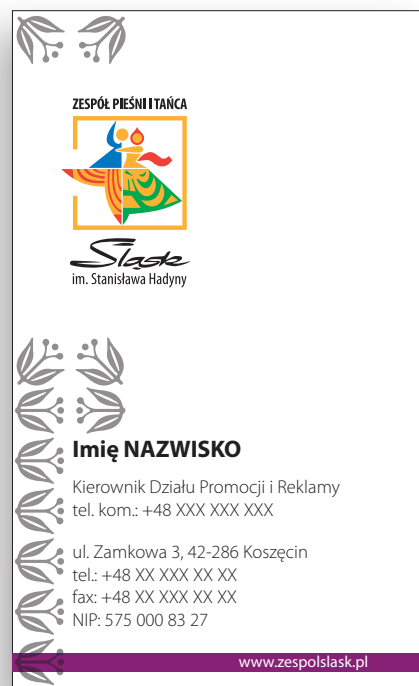 ZESPÓŁ PIEŚNI I TAŃCA
Śląsk
im. Stanisława Hadyny
Imię NAZWISKO
Kierownik Działu Promocji i Reklamy
tel. kom.: +48 XXX XXX XXX
ul. Zamkowa 3, 42-286 Koszęcin
tel.: +48 XX XXX XX XX
fax: +48 XX XXX XX XX
NIP: 575 000 83 27
www.zespolslask.pl